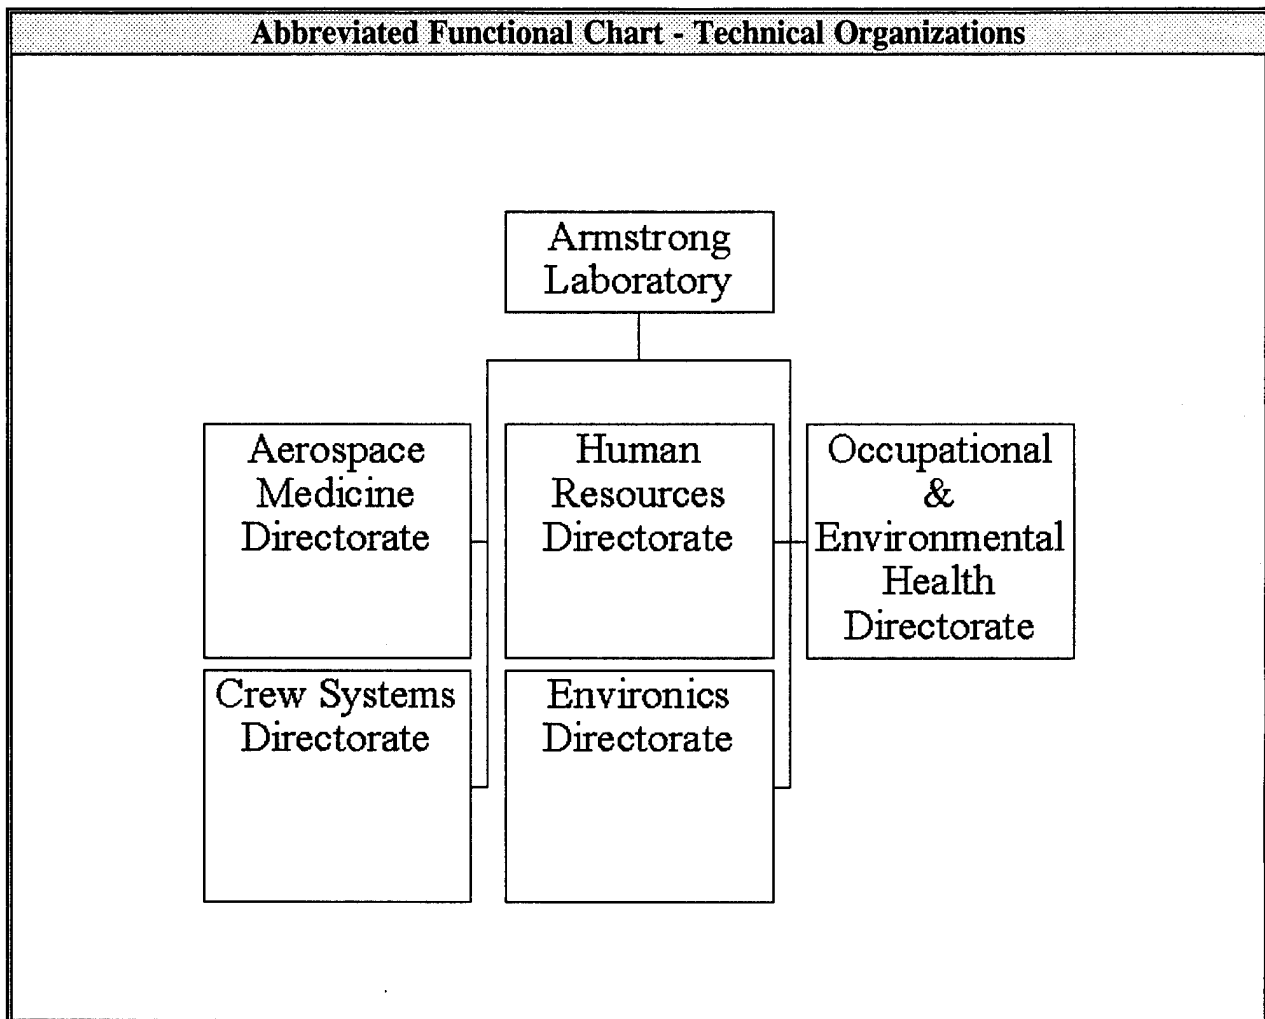 Abbreviated Functional Chart - Technical Organizations
Armstrong
Laboratory
Aerospace
Medicine
Directorate
Human
Resources
Directorate
Occupational
&
Environmental
Health
Directorate
Crew Systems
Directorate
Environics
Directorate